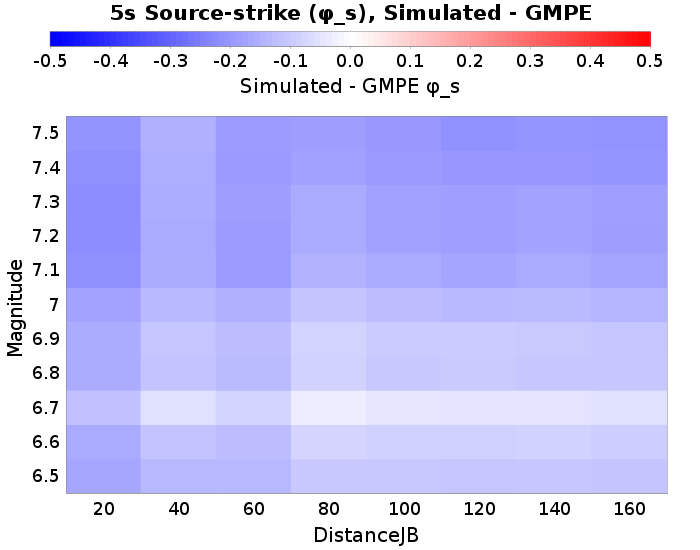 5s Source-strike (φ_s), Simulated - GMPE
-0.5 -0.4 -0.3 -0.2 -0.1 0.0 0.1 0.2 0.3 0.4 0.5
Simulated - GMPE φ_s
7.5
7.4
7.3
7.2
7.1
7
6.9
6.8
6.7
6.6
6.5
Magnitude
20 40 60 80 100 120 140 160
DistanceJB